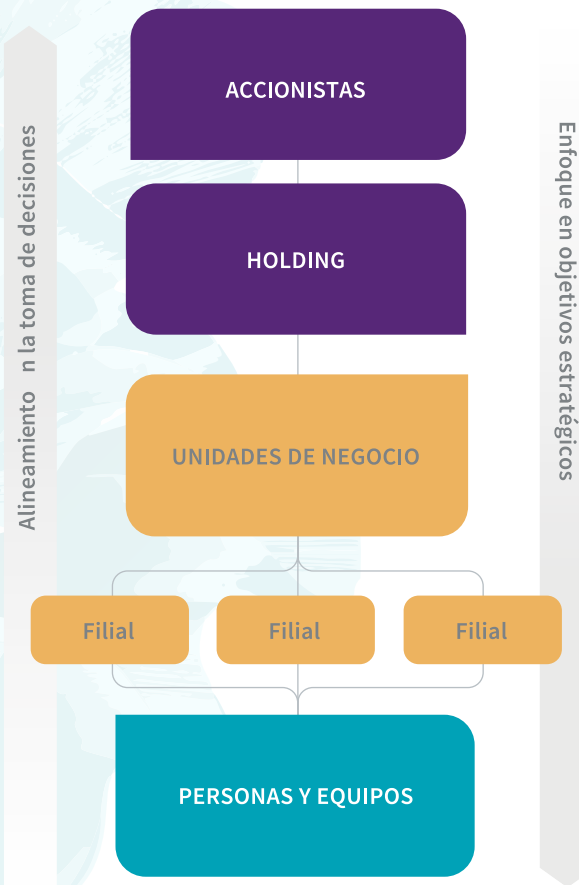 ACCIONISTAS
HOLDING
UNIDADES DE NEGOCIO
Filial
Filial
Filial
PERSONAS Y EQUIPOS
Alineamiento n la toma de decisiones
Enfoque en objetivos estratégicos